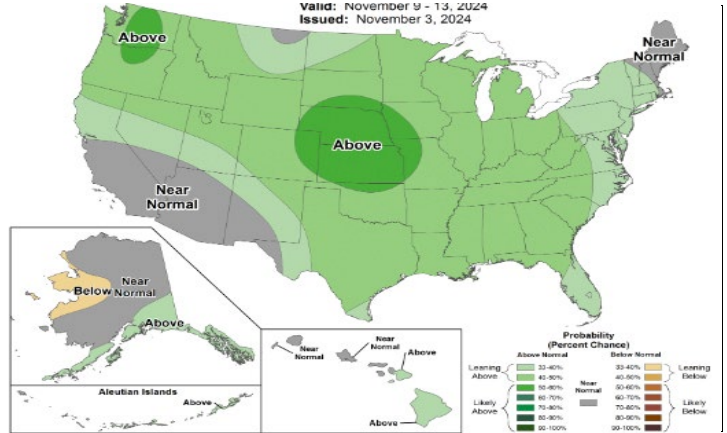 Valid: November 9 - 13, 2024
Issued: November 3, 2024
Above
Near
Normal
Above
Near
Normal
Below
Near
Normal
Above
Aleutian Islands
Above
Near
Normal
Near
Normal
Above
Above
Probability
(Percent Chance)
Above Normal
Below Normal
Leaning
Above
33-40%
40-50%
Likely
Above
50-60%
60-70%
70-80%
80-90%
90-100%
Near
Normal
33-40%
40-50%
Leaning
Below
50-60%
60-70%
70-80%
80-90%
90-100%
Likely
Below